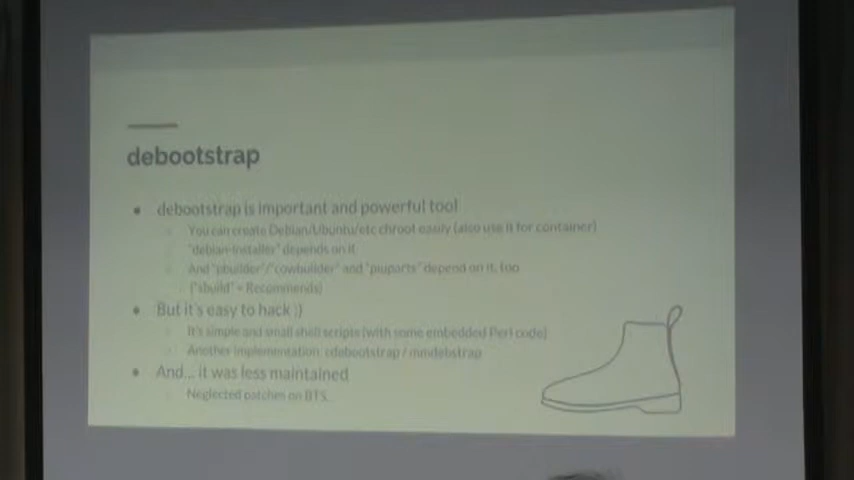 debootstrap
debootstrap is important and powerful tool
You can create Debian/Ubuntu/etc chroot easily (also use it for container)
"debian-installer" depends on it
And "pbuilder"/"cowbuilder" and "piuparts" depend on it, too
("sbuild" = Recommends)
But it's easy to hack :)
It's simple and small shell scripts (with some embedded Perl code)
Another implementation: cdebootstrap / mmdebstrap
And... it was less maintained
Neglected patches on BTS.